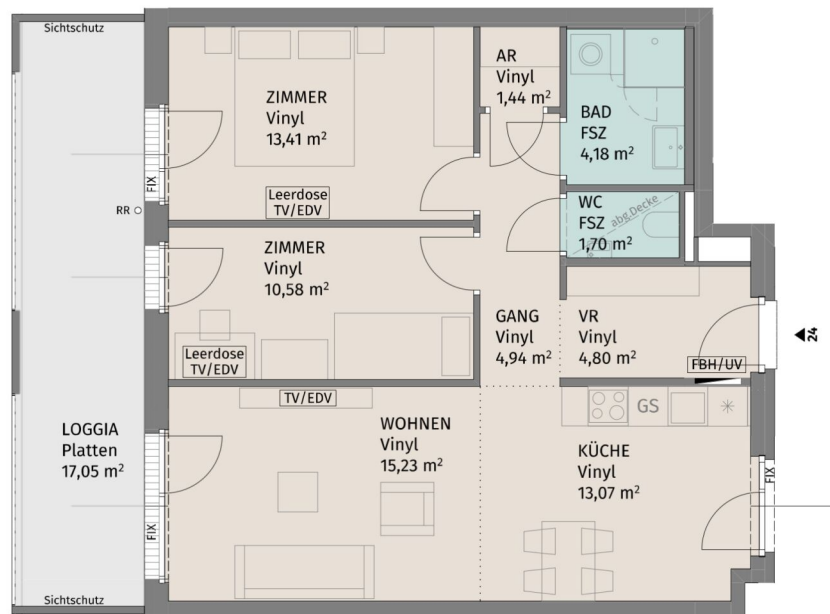 Sichtschutz
ZIMMER
Vinyl
13,41 m²
Leerdose
TV/EDV
AR
Vinyl
1,44 m²
BAD
FSZ
4,18 m²
WC
FSZ
1,70 m²
abg.Decke
FIX
RR
ZIMMER
Vinyl
10,58 m²
Leerdose
TV/EDV
GANG
Vinyl
4,94 m²
VR
Vinyl
4,80 m²
FBH/UV
24
LOGGIA
Platten
17,05 m²
TV/EDV
WOHNEN
Vinyl
15,23 m²
GS
KÜCHE
Vinyl
13,07 m²
FIX
FIX
Sichtschutz